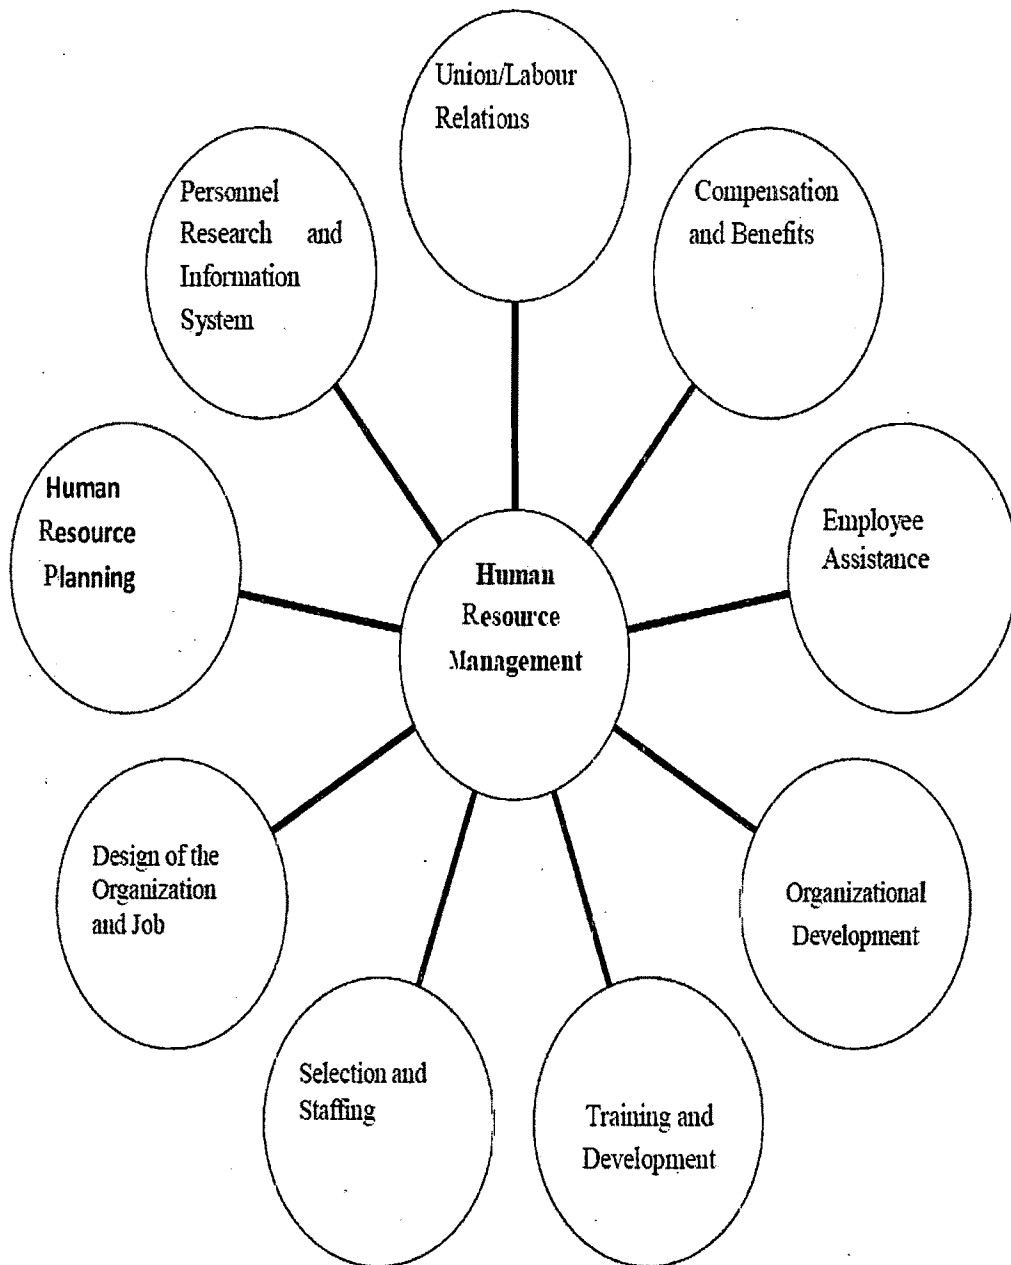 Union/Labour
Relations
Compensation
and Benefits
Employee
Assistance
Organizational
Development
Training and
Development
Selection and
Staffing
Design of the
Organization
and Job
Human
Resource
Planning
Personnel
Research and
Information
System
Human
Resource
Management